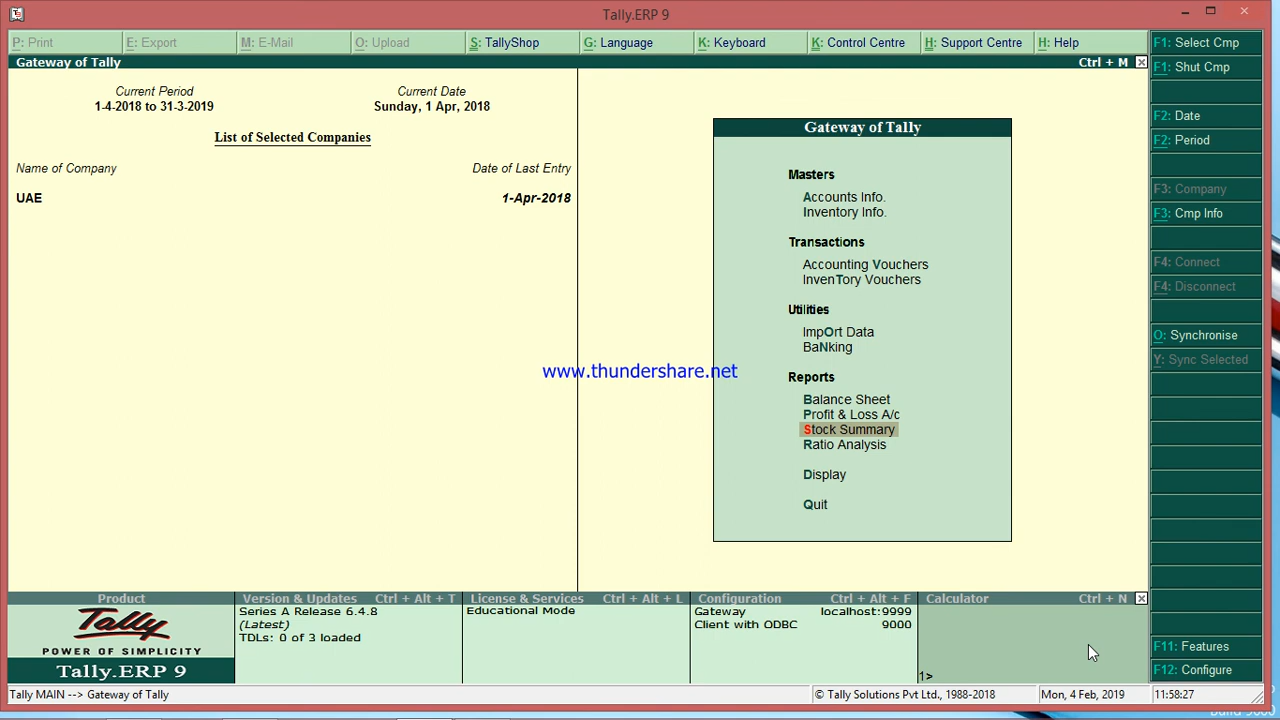 Tally.ERP 9
P: Print E: Export M: E-Mail O: Upload S: TallyShop G: Language K: Keyboard K: Control Centre H: Support Centre H: Help
Gateway of Tally Ctrl + M
Current Period Current Date
1-4-2018 to 31-3-2019 Sunday, 1 Apr, 2018
List of Selected Companies
Name of Company Date of Last Entry
UAE 1-Apr-2018
Gateway of Tally
Masters
Accounts Info.
Inventory Info.
Transactions
Accounting Vouchers
InvenTory Vouchers
Utilities
ImpOrt Data
BaNking
Reports
Balance Sheet
Profit & Loss A/c
Stock Summary
Ratio Analysis
Display
Quit
www.thundershare.net
F1: Select Cmp
F1: Shut Cmp
F2: Date
F2: Period
F3: Company
F3: Cmp Info
F4: Connect
F4: Disconnect
O: Synchronise
Y: Sync Selected
F11: Features
F12: Configure
Product
Tally
POWER OF SIMPLICITY
Tally.ERP 9
Version & Updates Ctrl + Alt + T
Series A Release 6.4.8
(Latest)
TDLs: 0 of 3 loaded
License & Services Ctrl + Alt + L
Educational Mode
Configuration Ctrl + Alt + F
Gateway localhost:9999
Client with ODBC 9000
Calculator Ctrl + N
1>
Tally MAIN --> Gateway of Tally © Tally Solutions Pvt Ltd., 1988-2018 Mon, 4 Feb, 2019 11:58:27